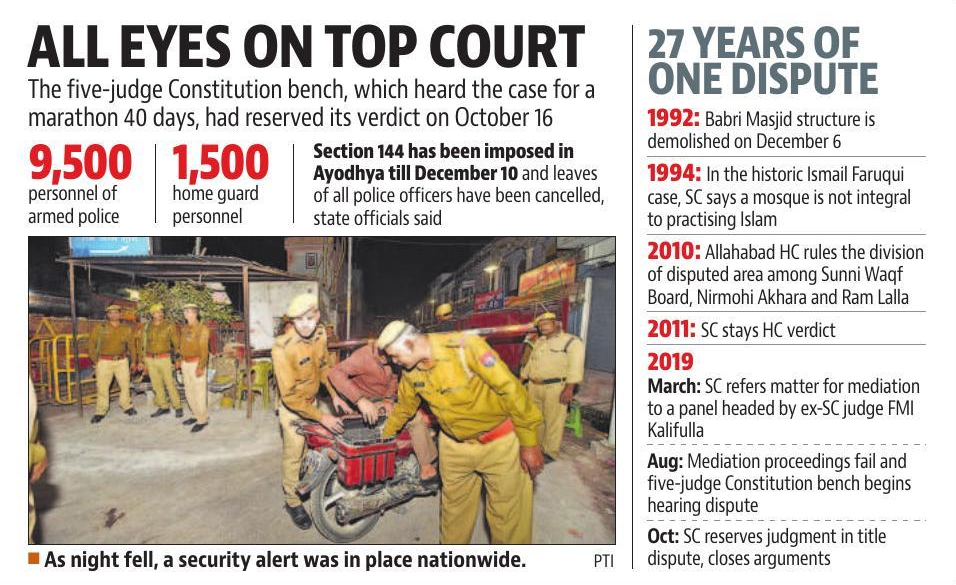 ALL EYES ON TOP COURT
The five-judge Constitution bench, which heard the case for a
marathon 40 days, had reserved its verdict on October 16
9,500
personnel of
armed police
1,500
home guard
personnel
Section 144 has been imposed in
Ayodhya till December 10 and leaves
of all police officers have been cancelled,
state officials said
■ As night fell, a security alert was in place nationwide.
PTI
27 YEARS OF
ONE DISPUTE
1992: Babri Masjid structure is
demolished on December 6
1994: In the historic Ismail Faruqui
case, SC says a mosque is not integral
to practising Islam
2010: Allahabad HC rules the division
of disputed area among Sunni Waqf
Board, Nirmohi Akhara and Ram Lalla
2011: SC stays HC verdict
2019
March: SC refers matter for mediation
to a panel headed by ex-SC judge FMI
Kalifulla
Aug: Mediation proceedings fail and
five-judge Constitution bench begins
hearing dispute
Oct: SC reserves judgment in title
dispute, closes arguments